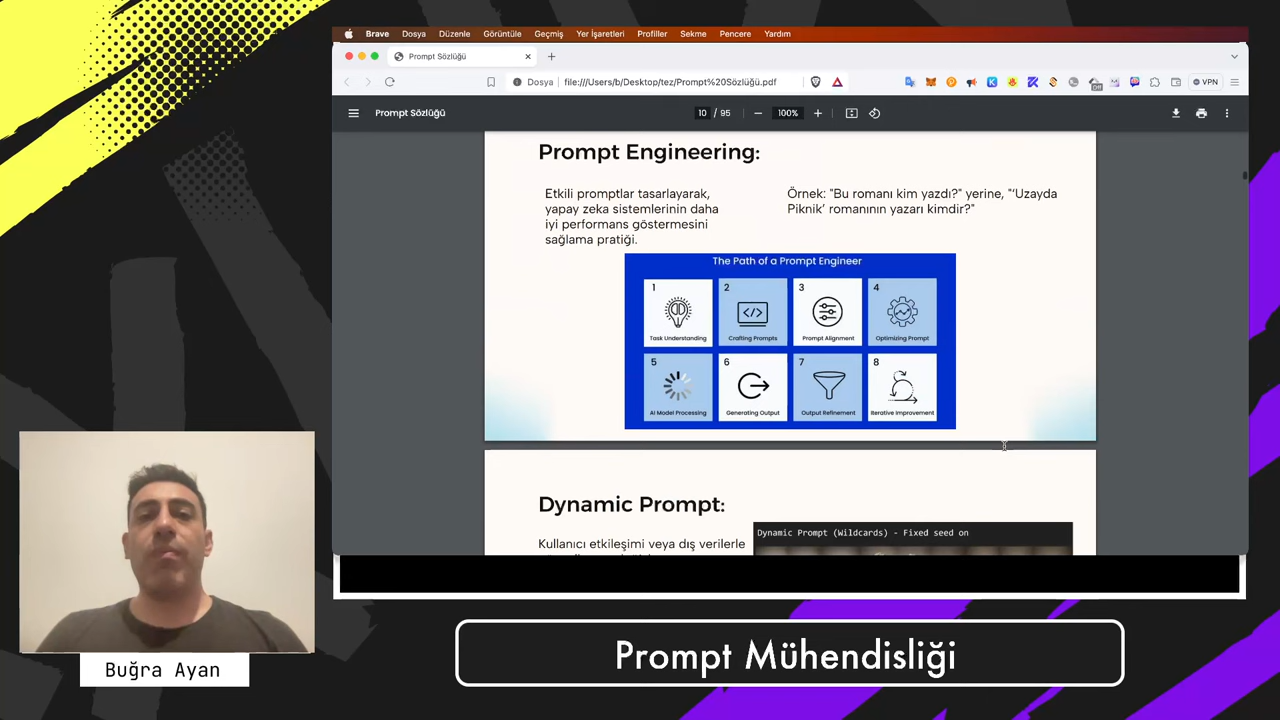 Brave Dosya Düzenle Görüntüle Geçmiş Yer İşaretleri Profiller Sekme Pencere Yardım
Prompt Sözlüğü
Dosya file:///Users/b/Desktop/tez/Prompt%20Sözlüğü.pdf
VPN
Prompt Sözlüğü
10 / 95
100%
Prompt Engineering:
Etkili promptlar tasarlayarak,
yapay zeka sistemlerinin daha
iyi performans göstermesini
sağlama pratiği.
Örnek: "Bu romanı kim yazdı?" yerine, "‘Uzayda
Piknik’ romanının yazarı kimdir?"
The Path of a Prompt Engineer
1
Task Understanding
2
Crafting Prompts
3
Prompt Alignment
4
Optimizing Prompt
5
AI Model Processing
6
Generating Output
7
Output Refinement
8
Iterative Improvement
Dynamic Prompt:
Kullanıcı etkileşimi veya dış verilerle
Dynamic Prompt (Wildcards) - Fixed seed on
Buğra Ayan
Prompt Mühendisliği